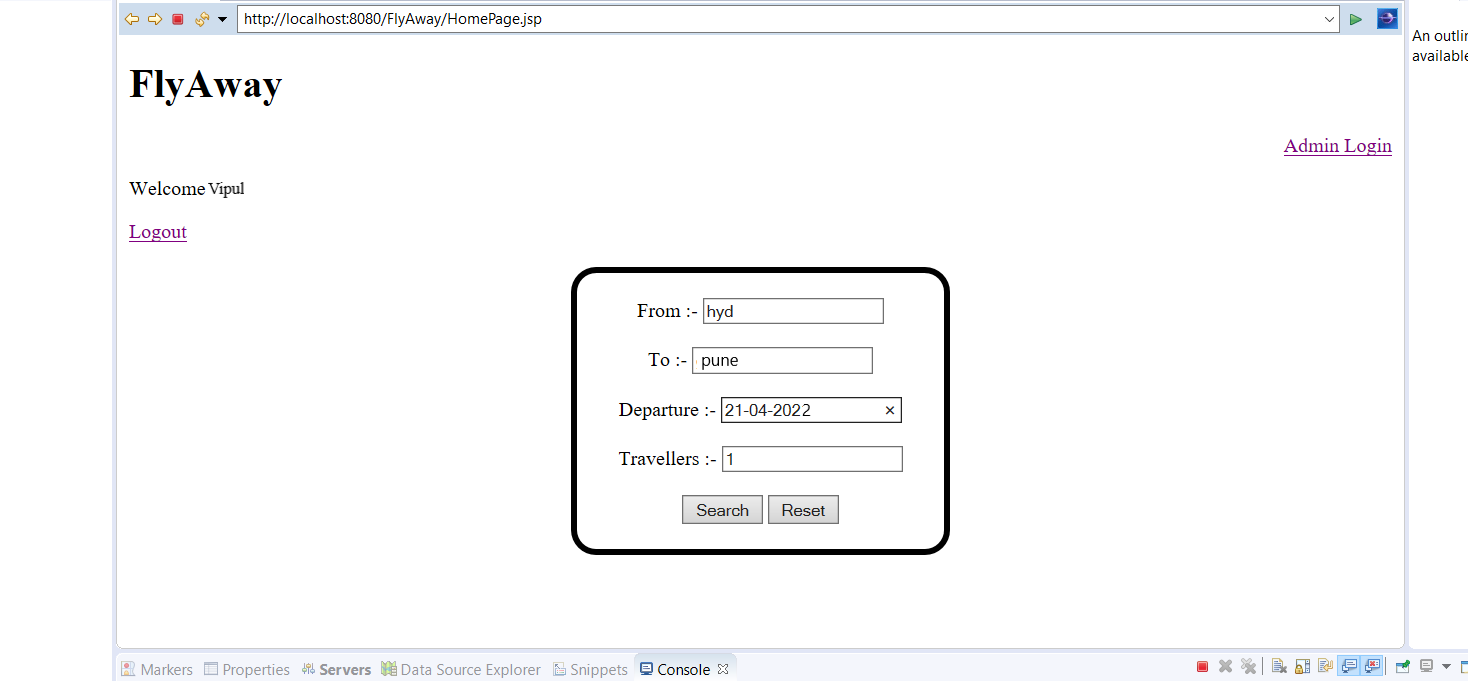 http://localhost:8080/FlyAway/HomePage.jsp
An outlin
available
FlyAway
Admin Login
Welcome Vipul
Logout
From :- hyd
To :- pune
Departure :- 21-04-2022 ×
Travellers :- 1
Search Reset
Markers Properties Servers Data Source Explorer Snippets Console